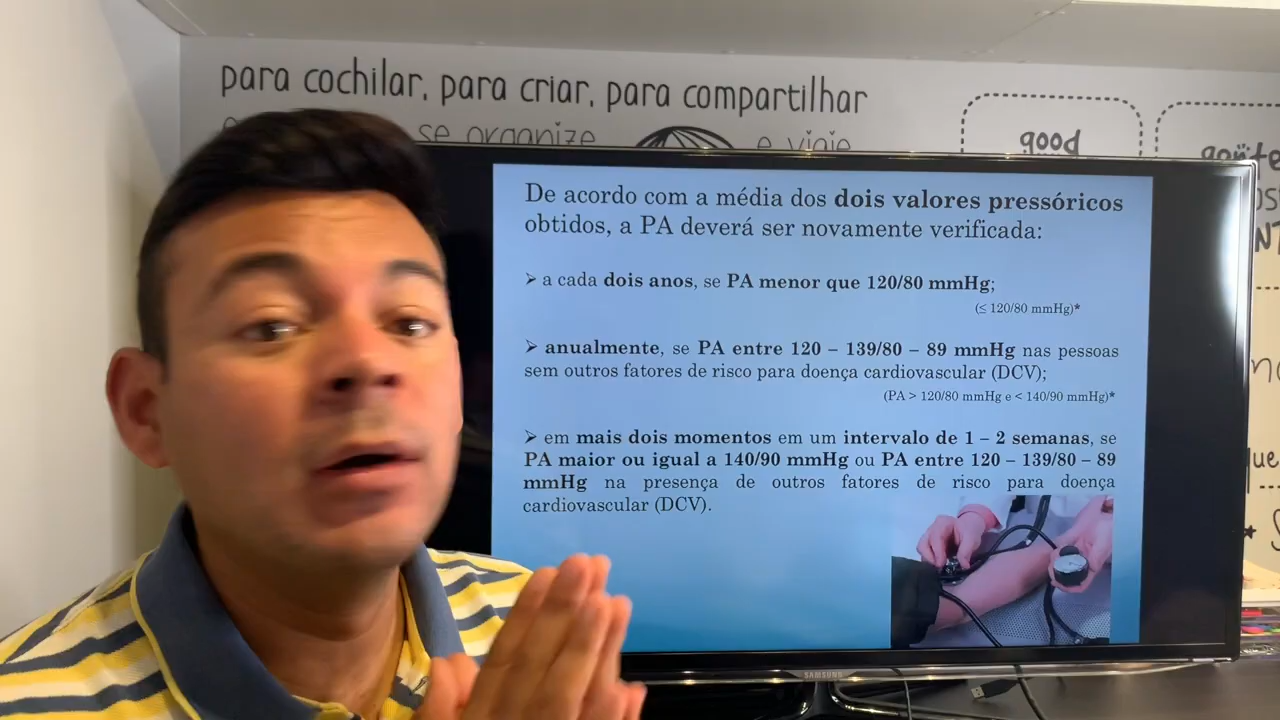 para cochilar, para criar, para compartilhar
se organize
e viaje
good
De acordo com a média dos dois valores pressóricos
obtidos, a PA deverá ser novamente verificada:
➢ a cada dois anos, se PA menor que 120/80 mmHg;
(≤ 120/80 mmHg)*
➢ anualmente, se PA entre 120 – 139/80 – 89 mmHg nas pessoas
sem outros fatores de risco para doença cardiovascular (DCV);
(PA > 120/80 mmHg e < 140/90 mmHg)*
➢ em mais dois momentos em um intervalo de 1 – 2 semanas, se
PA maior ou igual a 140/90 mmHg ou PA entre 120 – 139/80 – 89
mmHg na presença de outros fatores de risco para doença
cardiovascular (DCV).
SAMSUNG